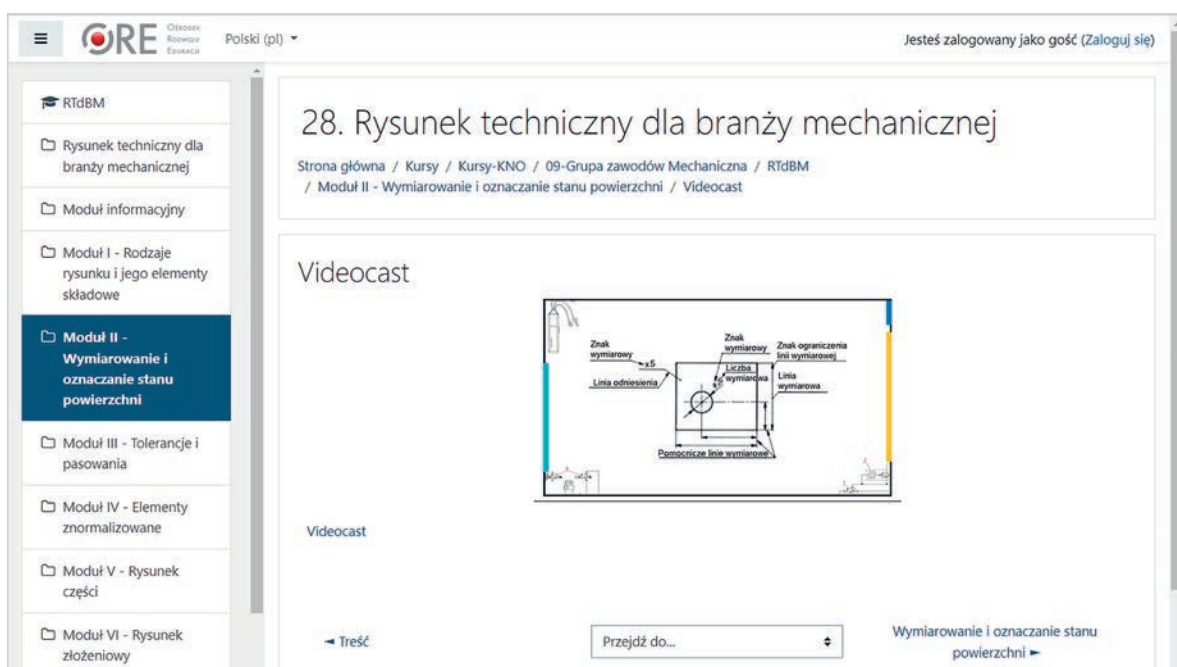 ORE Ośrodek Rozwoju Edukacji
Polski (pl)
Jesteś zalogowany jako gość (Zaloguj się)
RTdBM
Rysunek techniczny dla
branży mechanicznej
Moduł informacyjny
Moduł I - Rodzaje
rysunku i jego elementy
składowe
Moduł II -
Wymiarowanie i
oznaczanie stanu
powierzchni
Moduł III - Tolerancje i
pasowania
Moduł IV - Elementy
znormalizowane
Moduł V - Rysunek
części
Moduł VI - Rysunek
złożeniowy
28. Rysunek techniczny dla branży mechanicznej
Strona główna / Kursy / Kursy-KNO / 09-Grupa zawodów Mechaniczna / RTdBM
/ Moduł II - Wymiarowanie i oznaczanie stanu powierzchni / Videocast
Videocast
Znak
wymiarowy
x5
Linia odniesienia
Znak
wymiarowy
Liczba
wymiarowa
Znak ograniczenia
linii wymiarowej
Linia
wymiarowa
Pomocnicze linie wymiarowe
Videocast
◄ Treść
Przejdź do...
Wymiarowanie i oznaczanie stanu
powierzchni ►